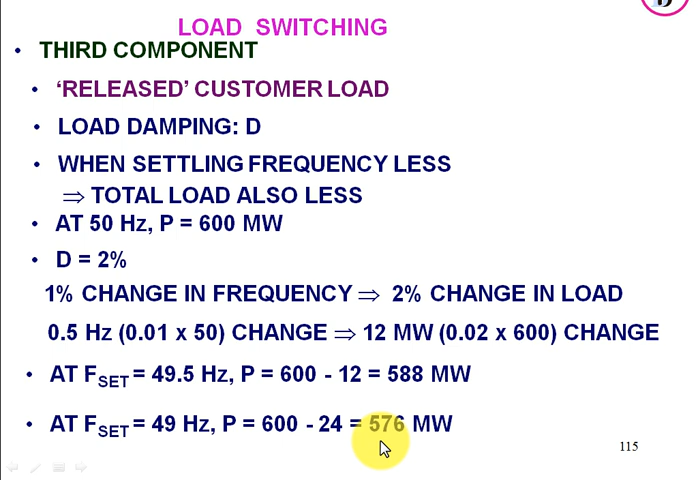 LOAD SWITCHING
• THIRD COMPONENT
• ‘RELEASED’ CUSTOMER LOAD
• LOAD DAMPING: D
• WHEN SETTLING FREQUENCY LESS
⇒ TOTAL LOAD ALSO LESS
• AT 50 Hz, P = 600 MW
• D = 2%
1% CHANGE IN FREQUENCY ⇒ 2% CHANGE IN LOAD
0.5 Hz (0.01 x 50) CHANGE ⇒ 12 MW (0.02 x 600) CHANGE
• AT FSET = 49.5 Hz, P = 600 - 12 = 588 MW
• AT FSET = 49 Hz, P = 600 - 24 = 576 MW
115